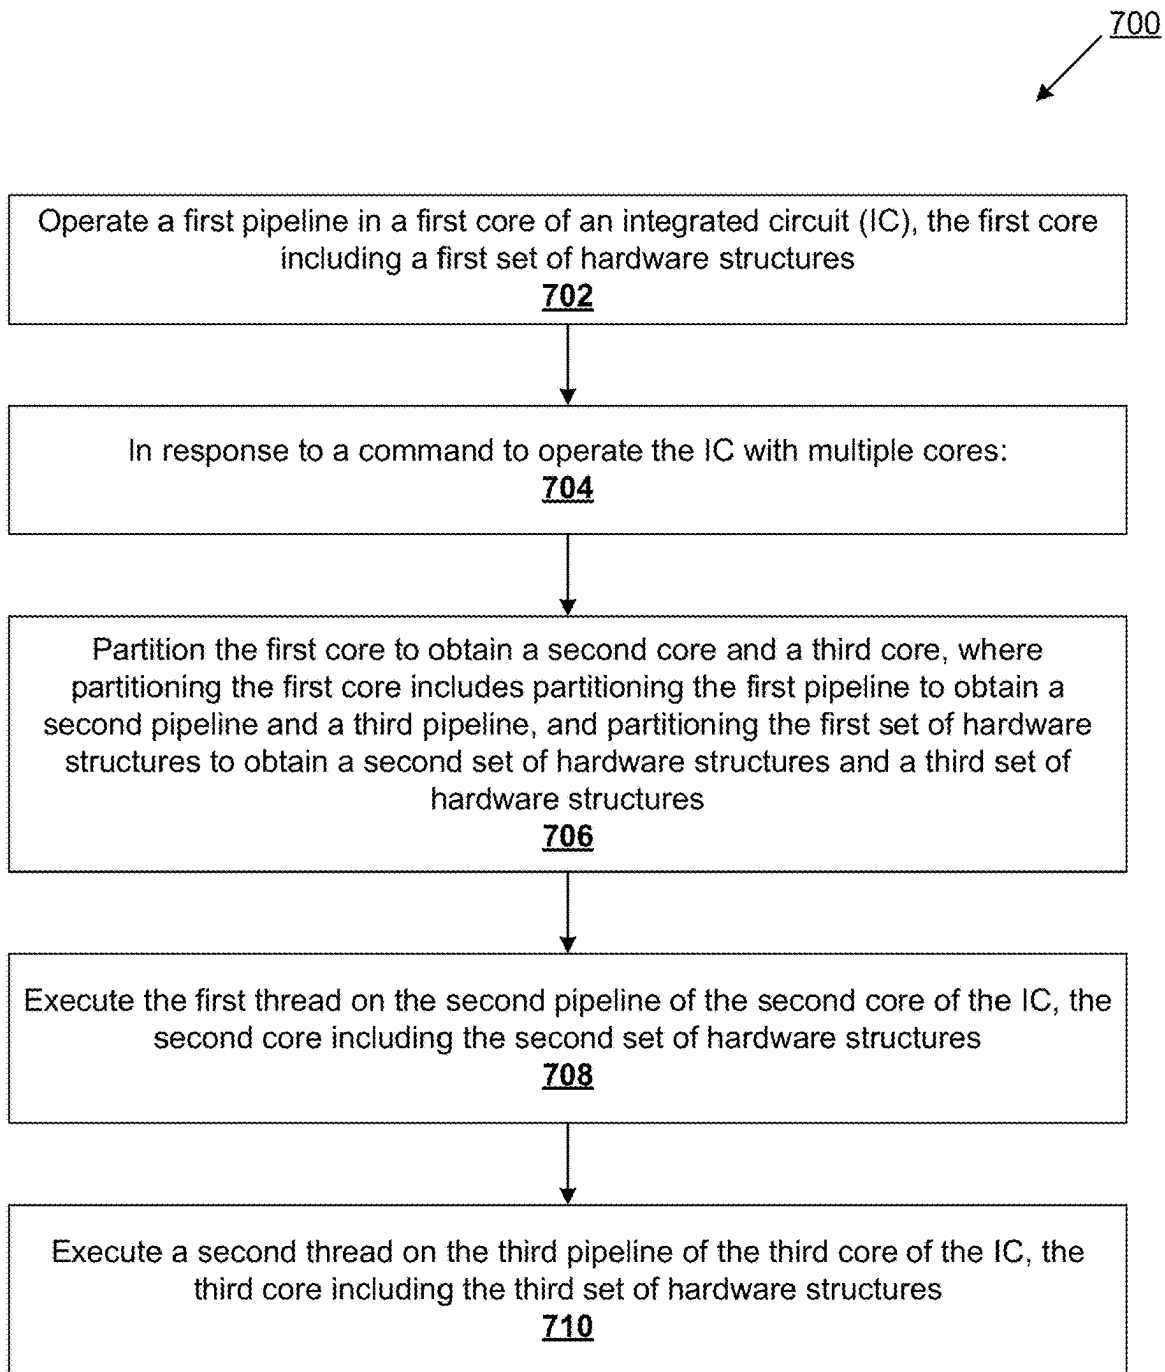 700
Operate a first pipeline in a first core of an integrated circuit (IC), the first core
including a first set of hardware structures
702
In response to a command to operate the IC with multiple cores:
704
Partition the first core to obtain a second core and a third core, where
partitioning the first core includes partitioning the first pipeline to obtain a
second pipeline and a third pipeline, and partitioning the first set of hardware
structures to obtain a second set of hardware structures and a third set of
hardware structures
706
Execute the first thread on the second pipeline of the second core of the IC, the
second core including the second set of hardware structures
708
Execute a second thread on the third pipeline of the third core of the IC, the
third core including the third set of hardware structures
710